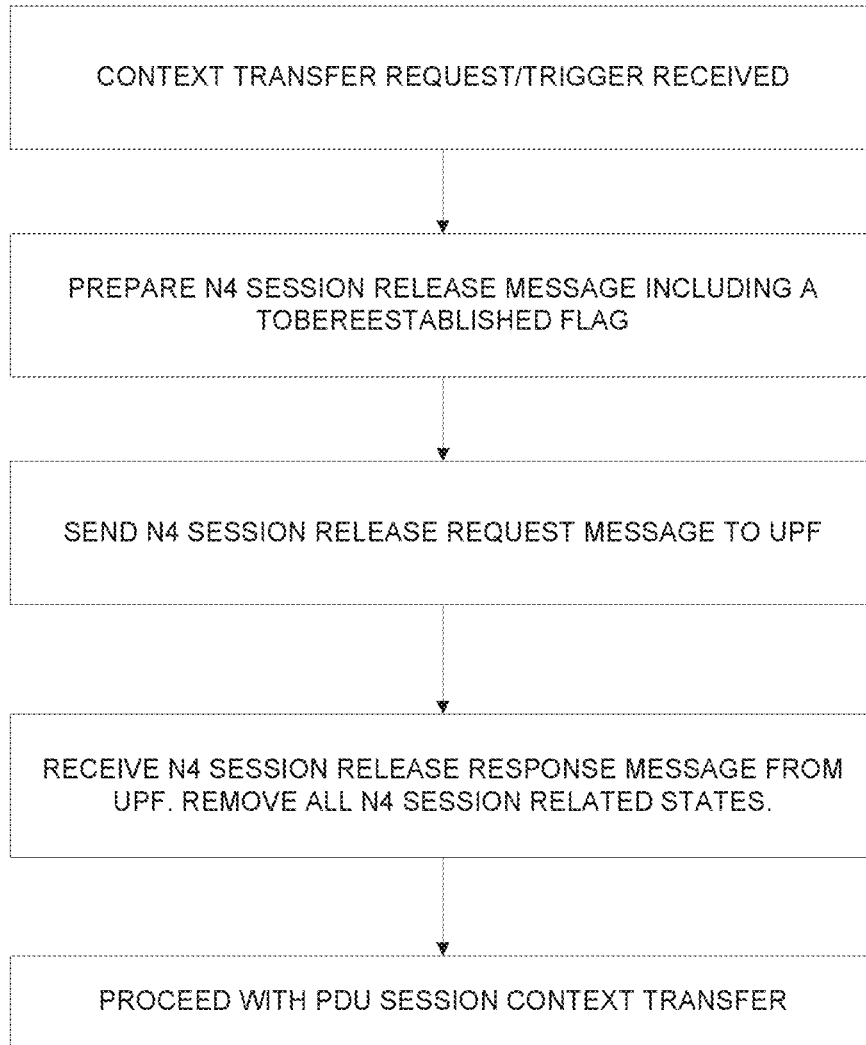 CONTEXT TRANSFER REQUEST/TRIGGER RECEIVED
PREPARE N4 SESSION RELEASE MESSAGE INCLUDING A
TOBEREESTABLISHED FLAG
SEND N4 SESSION RELEASE REQUEST MESSAGE TO UPF
RECEIVE N4 SESSION RELEASE RESPONSE MESSAGE FROM
UPF. REMOVE ALL N4 SESSION RELATED STATES.
PROCEED WITH PDU SESSION CONTEXT TRANSFER